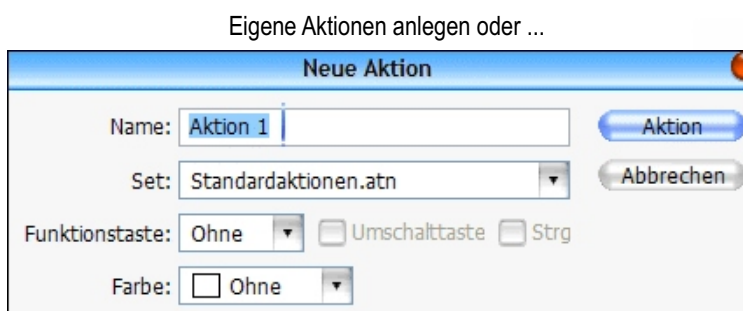 Eigene Aktionen anlegen oder ...
Neue Aktion
Name: Aktion 1 Aktion
Set: Standardaktionen.atn Abbrechen
Funktionstaste: Ohne Umschalttaste Strg
Farbe: Ohne